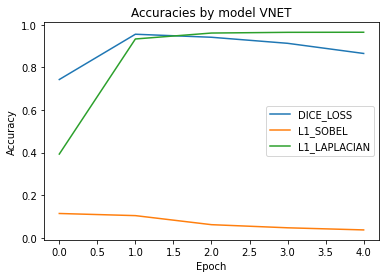 Accuracies by model VNET
1.0
0.8
0.6
0.4
0.2
0.0
Accuracy
DICE_LOSS
L1_SOBEL
L1_LAPLACIAN
0.0 0.5 1.0 1.5 2.0 2.5 3.0 3.5 4.0
Epoch